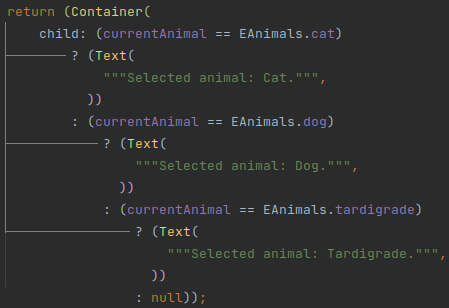 return (Container(
child: (currentAnimal == EAnimals.cat)
? (Text(
"""Selected animal: Cat.""",
))
: (currentAnimal == EAnimals.dog)
? (Text(
"""Selected animal: Dog.""",
))
: (currentAnimal == EAnimals.tardigrade)
? (Text(
"""Selected animal: Tardigrade.""",
))
: null));